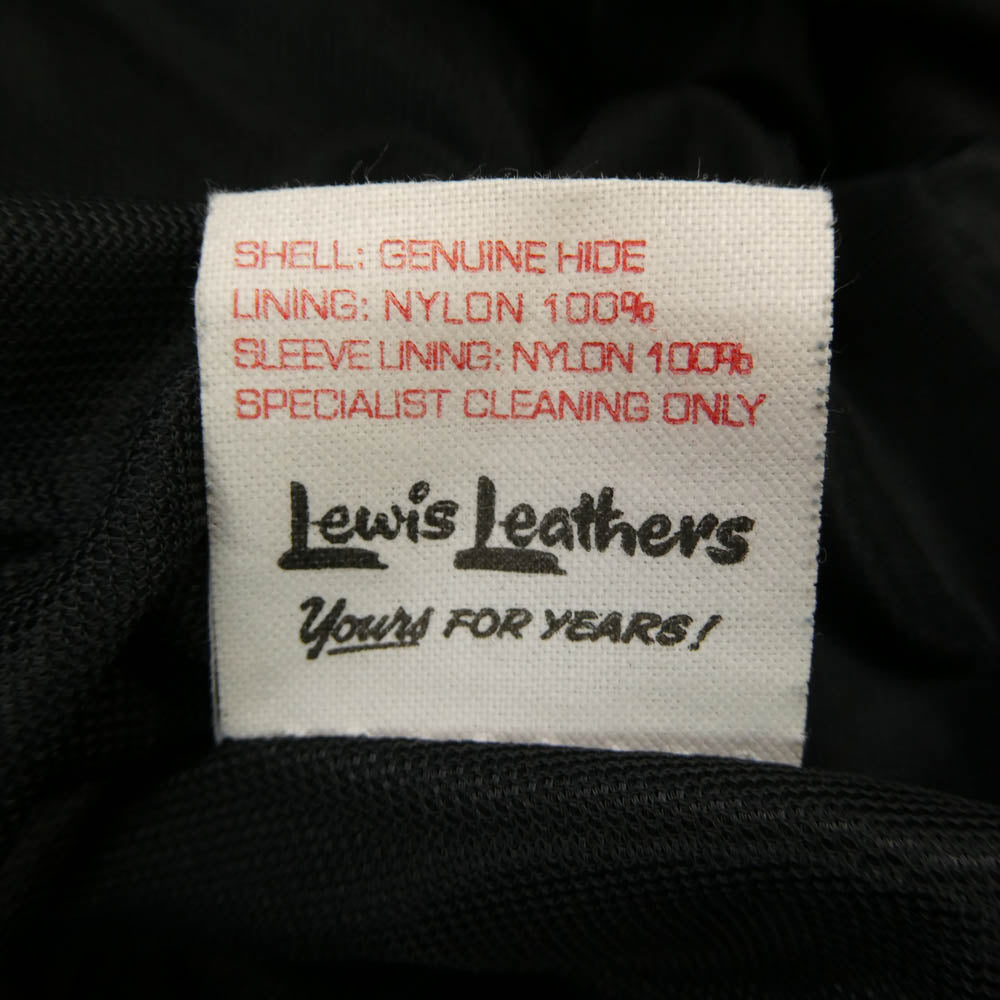 SHELL: GENUINE HIDE
LINING: NYLON 100%
SLEEVE LINING: NYLON 100%
SPECIALIST CLEANING ONLY
Lewis Leathers
Yours FOR YEARS!